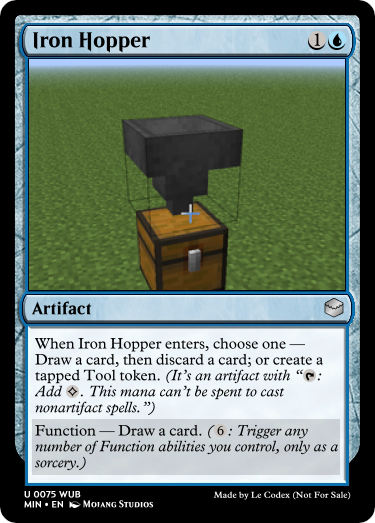 Iron Hopper 1
Artifact
When Iron Hopper enters, choose one —
Draw a card, then discard a card; or create a
tapped Tool token. (It's an artifact with “:
Add . This mana can't be spent to cast
nonartifact spells.”)
Function — Draw a card. ( 6 : Trigger any
number of Function abilities you control, only as a
sorcery.)
U 0075 WUB
MIN • EN Mojang Studios
Made by Le Codex (Not For Sale)